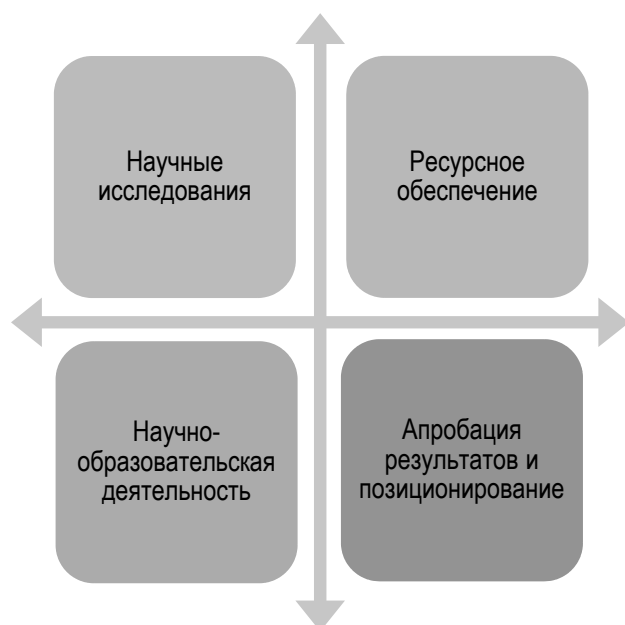 Научные
исследования
Ресурсное
обеспечение
Научно-
образовательская
деятельность
Апробация
результатов и
позиционирование